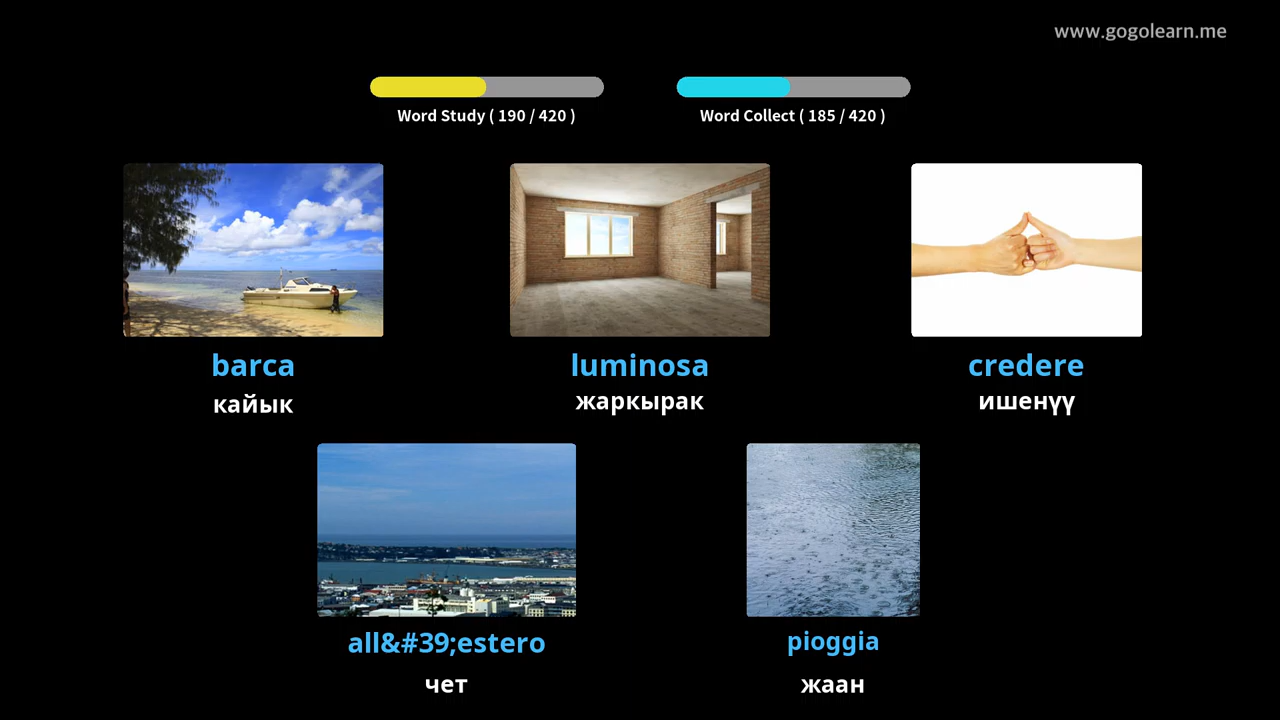 www.gogolearn.me
Word Study ( 190 / 420 )
Word Collect ( 185 / 420 )
barca
кайык
luminosa
жаркырак
credere
ишенүү
all&#39;estero
чет
pioggia
жаан